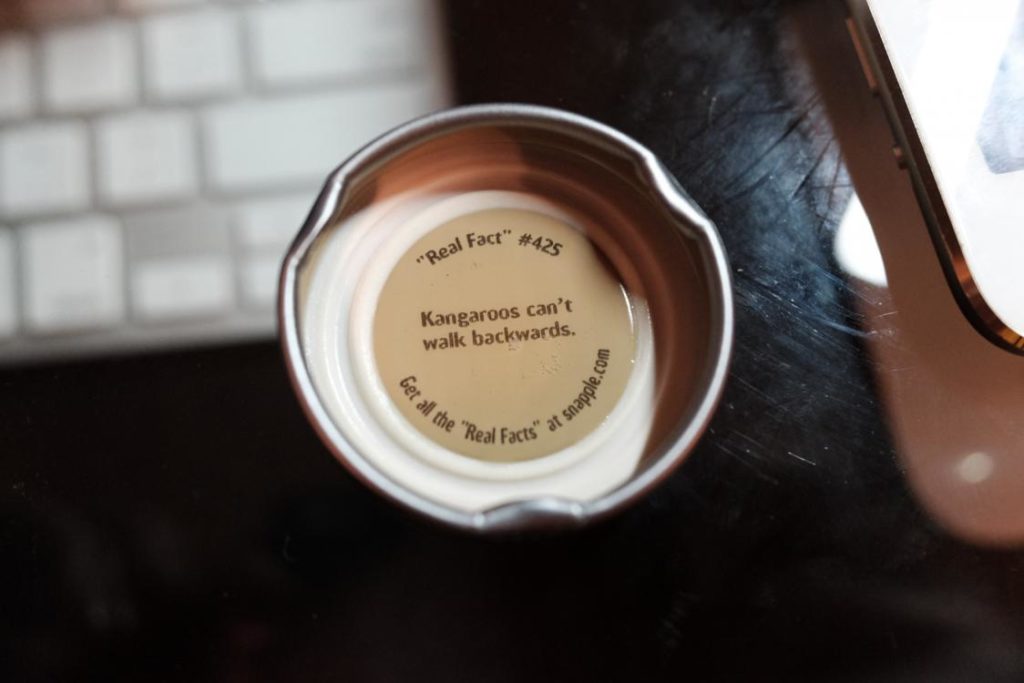 "Real Fact" #425
Kangaroos can't
walk backwards.
Get all the "Real Facts" at snapple.com